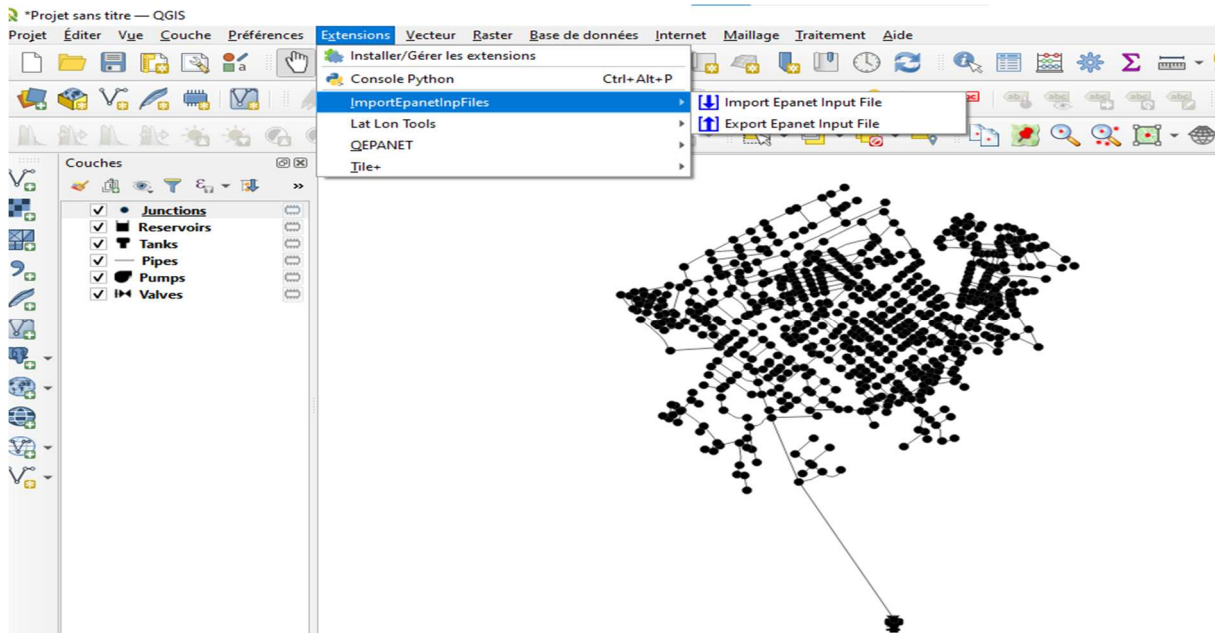 *Projet sans titre — QGIS
Projet Éditer Vue Couche Préférences Extensions Vecteur Raster Base de données Internet Maillage Traitement Aide
Installer/Gérer les extensions
Console Python Ctrl+Alt+P
ImportEpanetInpFiles
Import Epanet Input File
Lat Lon Tools
Export Epanet Input File
QEPANET
Tile+
Couches
Junctions
Reservoirs
Tanks
Pipes
Pumps
Valves